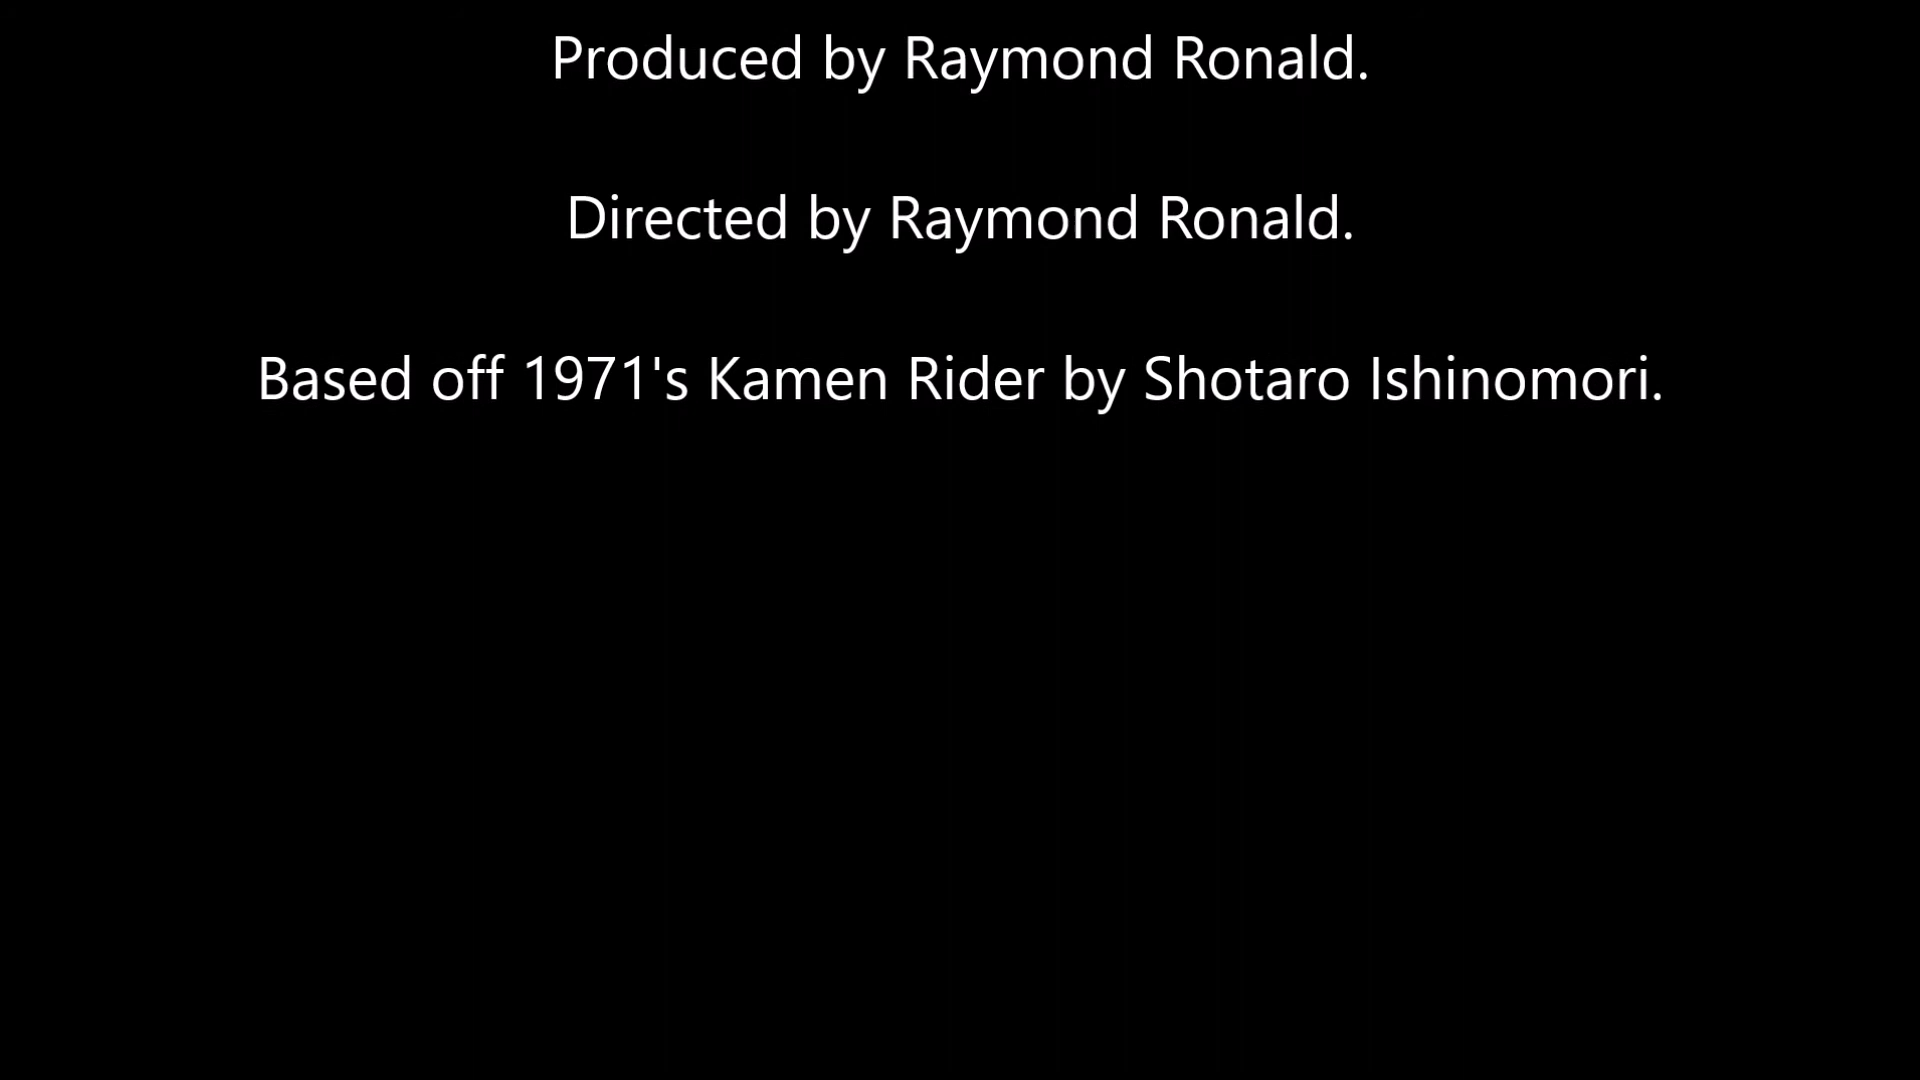 Produced by Raymond Ronald.
Directed by Raymond Ronald.
Based off 1971's Kamen Rider by Shotaro Ishinomori.